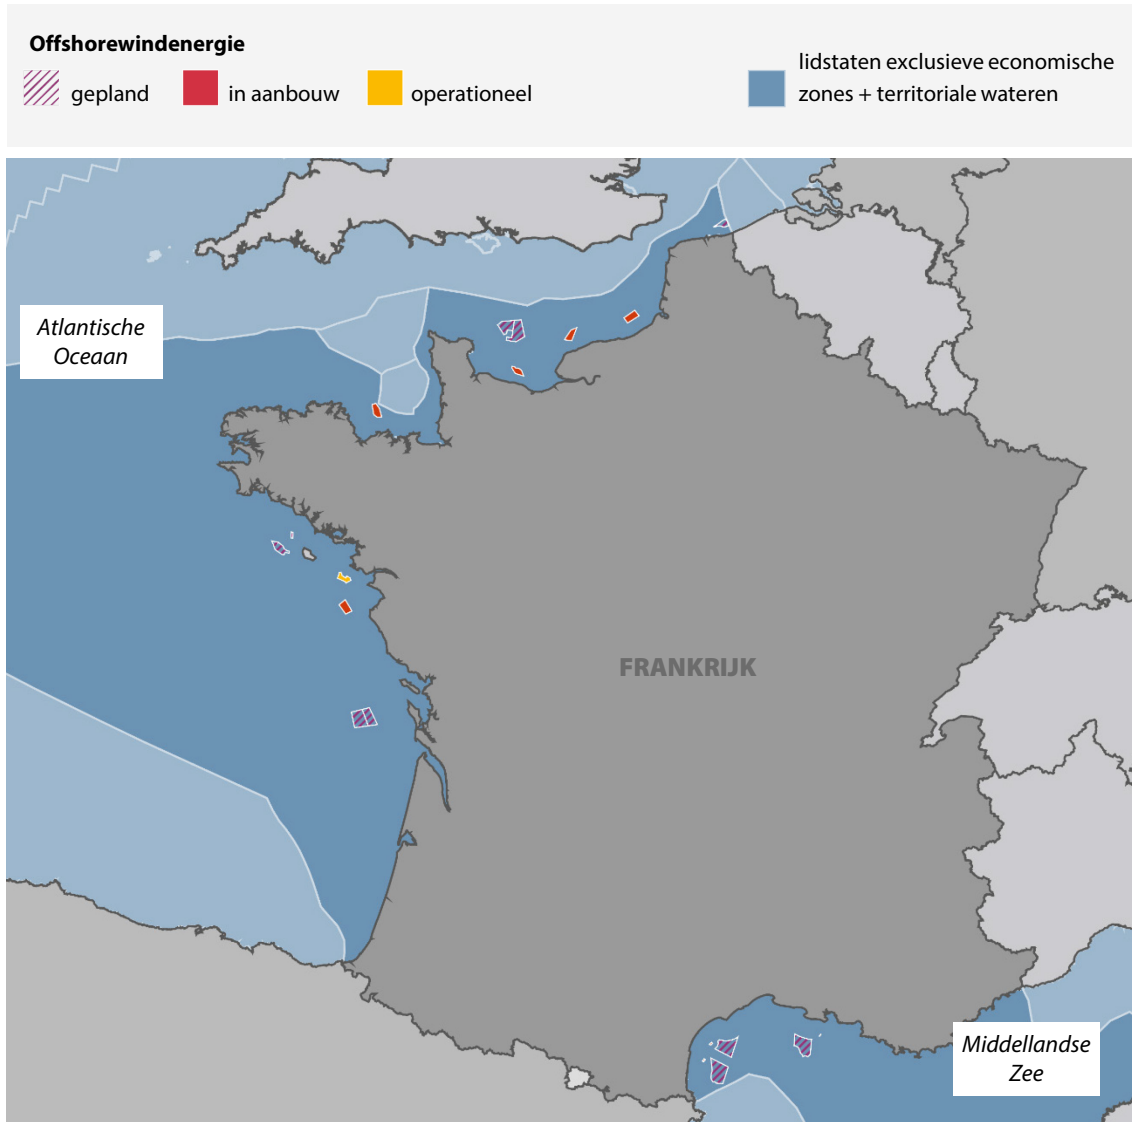 Offshorewindenergie
gepland
in aanbouw
operationeel
lidstaten exclusieve economische
zones + territoriale wateren
Atlantische
Oceaan
FRANKRIJK
Middellandse
Zee